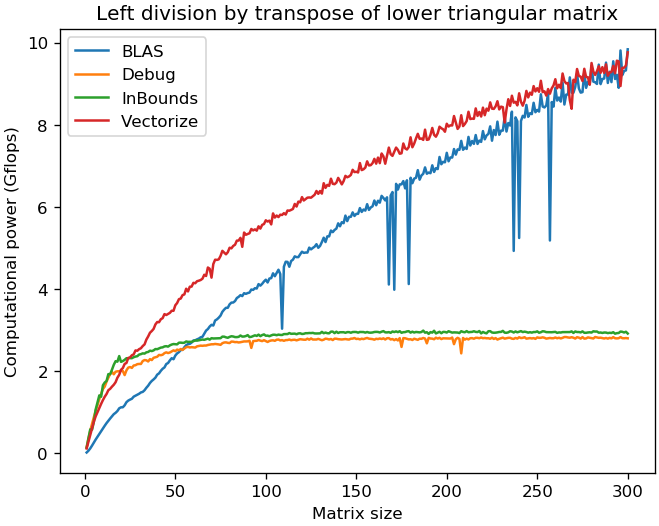 Left division by transpose of lower triangular matrix
BLAS
Debug
InBounds
Vectorize
Computational power (Gflops)
10
8
6
4
2
0
0 50 100 150 200 250 300
Matrix size